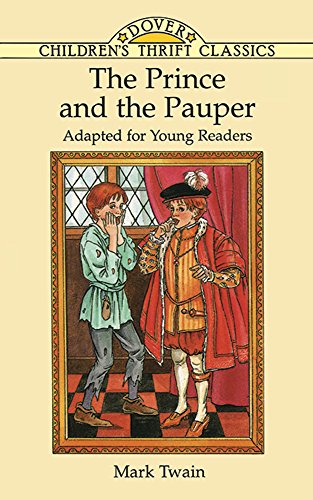 DOVER
CHILDREN'S THRIFT CLASSICS
The Prince
and the Pauper
Adapted for Young Readers
Mark Twain